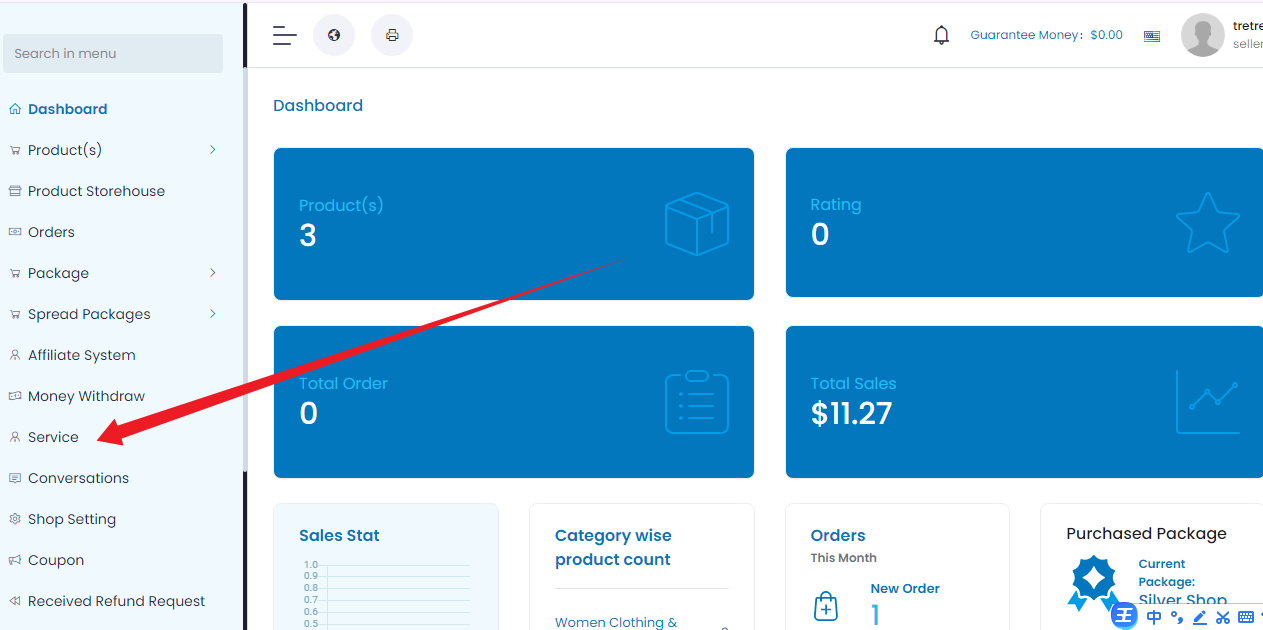 Search in menu
Dashboard
Product(s)
Product Storehouse
Orders
Package
Spread Packages
Affiliate System
Money Withdraw
Service
Conversations
Shop Setting
Coupon
Received Refund Request
Guarantee Money: $0.00
tretre
seller
Dashboard
Product(s)
3
Rating
0
Total Order
0
Total Sales
$11.27
Sales Stat
1.0
0.9
0.8
0.7
0.6
0.5
Category wise
product count
Women Clothing &
Orders
This Month
New Order
1
Purchased Package
Current
Package:
Silver Shop
王
中